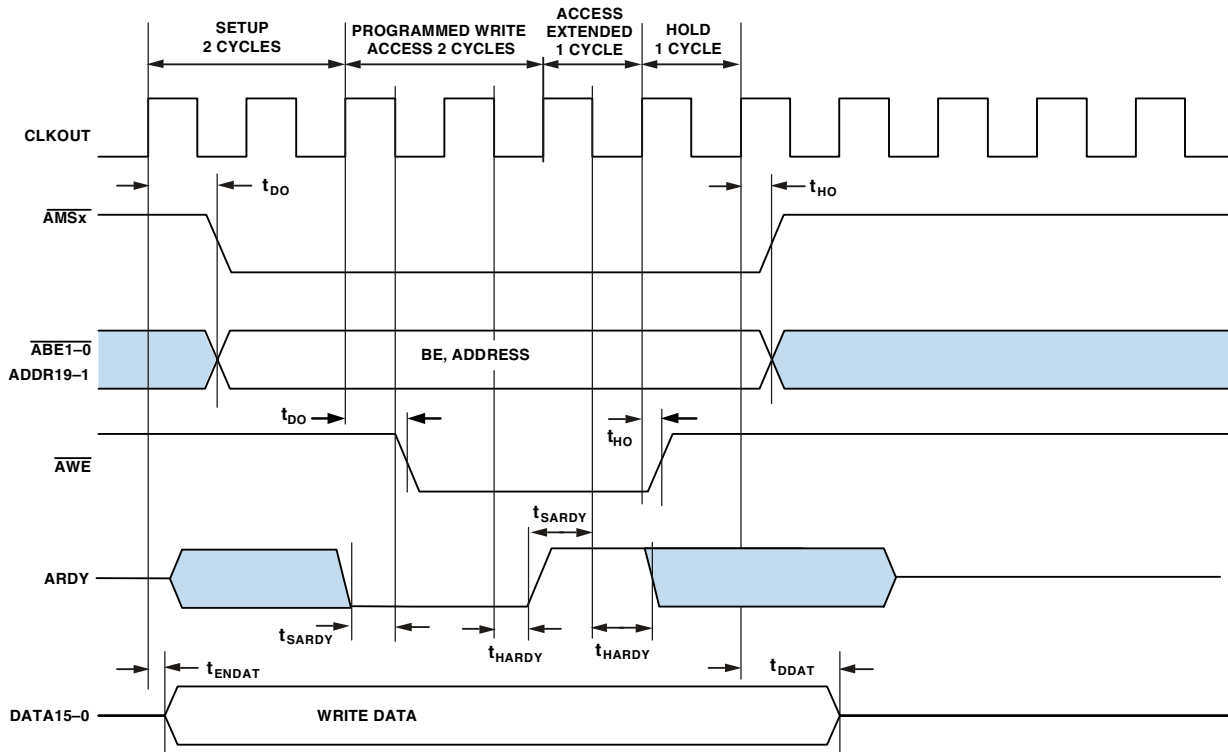 SETUP
2 CYCLES
PROGRAMMED WRITE
ACCESS 2 CYCLES
ACCESS
EXTENDED
1 CYCLE
HOLD
1 CYCLE
CLKOUT
tDO
tHO
AMSx
ABE1–0
ADDR19–1
BE, ADDRESS
tDO
tHO
AWE
tSARDY
ARDY
tSARDY
tHARDY
tHARDY
tENDAT
tDDAT
DATA15–0
WRITE DATA